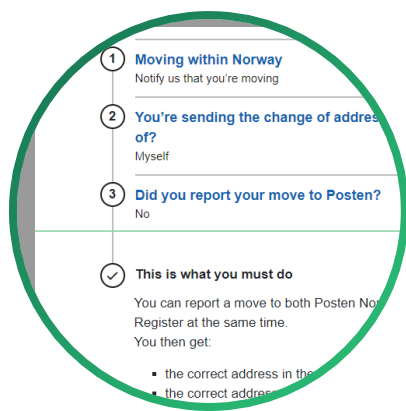 1 Moving within Norway
Notify us that you're moving
2 You’re sending the change of
of?
Myself
3 Did you report your move to Posten?
No
This is what you must do
You can report a move to both Posten
Register at the same time.
You then get:
▪ the correct address in the
▪ the correct